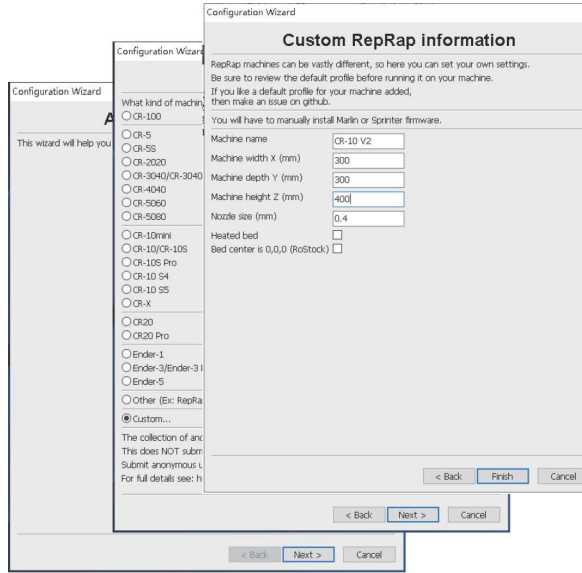 Configuration Wizard
A
This wizard will help you
< Back
Next >
Cancel
Configuration Wizard
What kind of machin
CR-100
CR-5
CR-5S
CR-2020
CR-3040/CR-3040
CR-4040
CR-5060
CR-5080
CR-10mini
CR-10/CR-10S
CR-10S Pro
CR-10 S4
CR-10 S5
CR-X
CR20
CR20 Pro
Ender-1
Ender-3/Ender-3
Ender-5
Other (Ex: RepRa
Custom...
The collection of an
This does NOT subm
Submit anonymous u
For full details see: h
< Back
Next >
Cancel
Configuration Wizard
Custom RepRap information
RepRap machines can be vastly different, so here you can set your own settings.
Be sure to review the default profile before running it on your machine.
If you like a default profile for your machine added,
then make an issue on github.
You will have to manually install Marlin or Sprinter firmware.
Machine name CR-10 V2
Machine width X (mm) 300
Machine depth Y (mm) 300
Machine height Z (mm) 400
Nozzle size (mm) 0.4
Heated bed
Bed center is 0,0,0 (RoStock)
< Back
Finish
Cancel